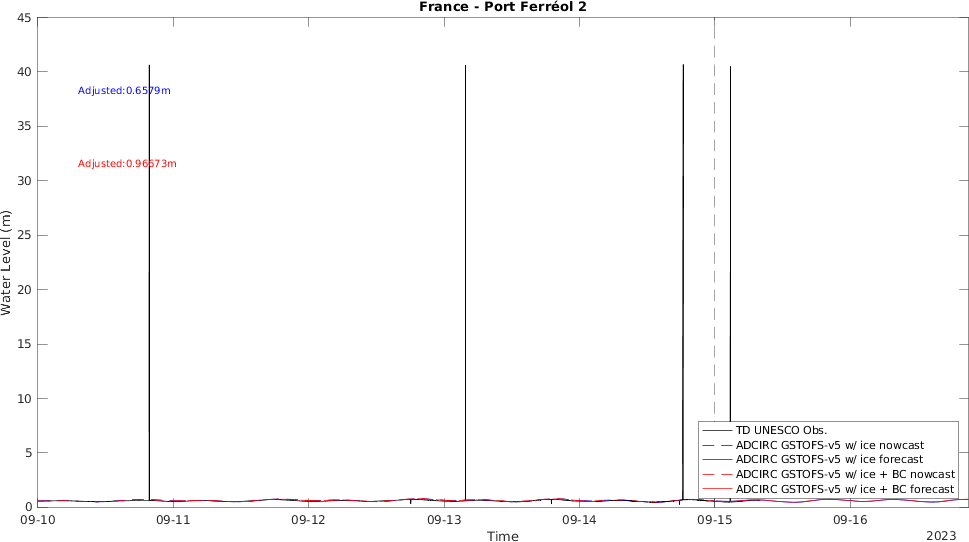 France - Port Ferréol 2
Water Level (m)
45
40
35
30
25
20
15
10
5
0
Adjusted:0.6579m
Adjusted:0.96673m
TD UNESCO Obs.
ADCIRC GSTOFS-v5 w/ ice nowcast
ADCIRC GSTOFS-v5 w/ ice forecast
ADCIRC GSTOFS-v5 w/ ice + BC nowcast
ADCIRC GSTOFS-v5 w/ ice + BC forecast
09-10 09-11 09-12 09-13 09-14 09-15 09-16
Time
2023